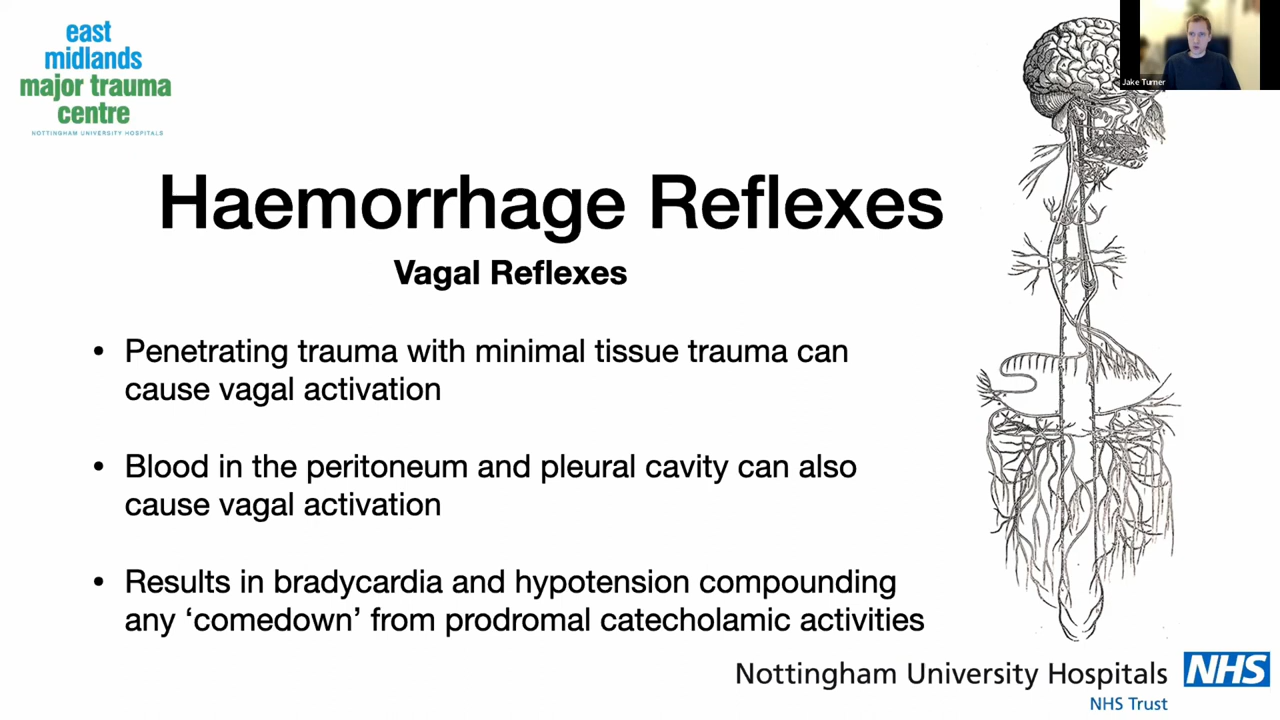 east
midlands
major trauma
centre
NOTTINGHAM UNIVERSITY HOSPITALS
Jake Turner
Haemorrhage Reflexes
Vagal Reflexes
• Penetrating trauma with minimal tissue trauma can
cause vagal activation
• Blood in the peritoneum and pleural cavity can also
cause vagal activation
• Results in bradycardia and hypotension compounding
any ‘comedown’ from prodromal catecholamic activities
Nottingham University Hospitals
NHS
NHS Trust